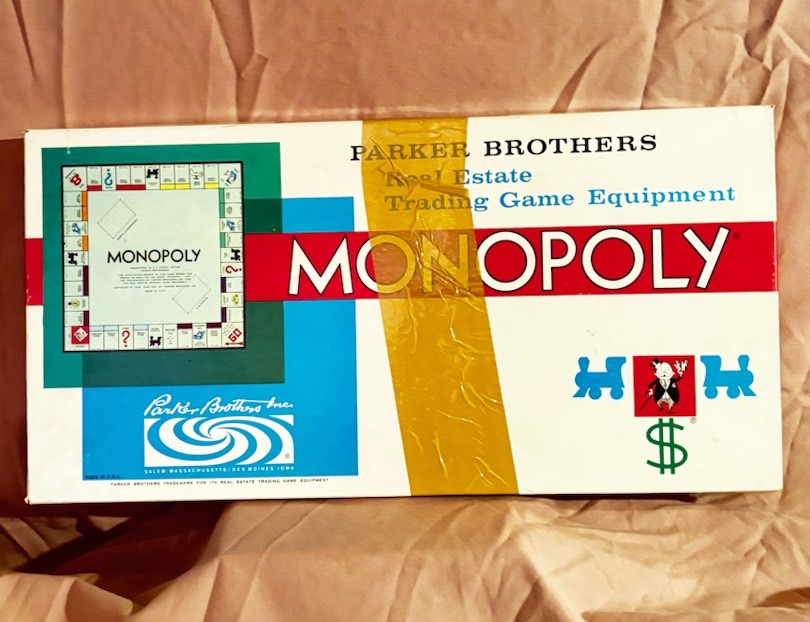 PARKER BROTHERS
Real Estate
Trading Game Equipment
MONOPOLY
MONOPOLY
GO
Parker Brothers Inc.
®
SALEM MASSACHUSETTS / DES MOINES IOWA
MADE IN U.S.A.
PARKER BROTHERS TRADEMARK FOR ITS REAL ESTATE TRADING GAME EQUIPMENT
$
®